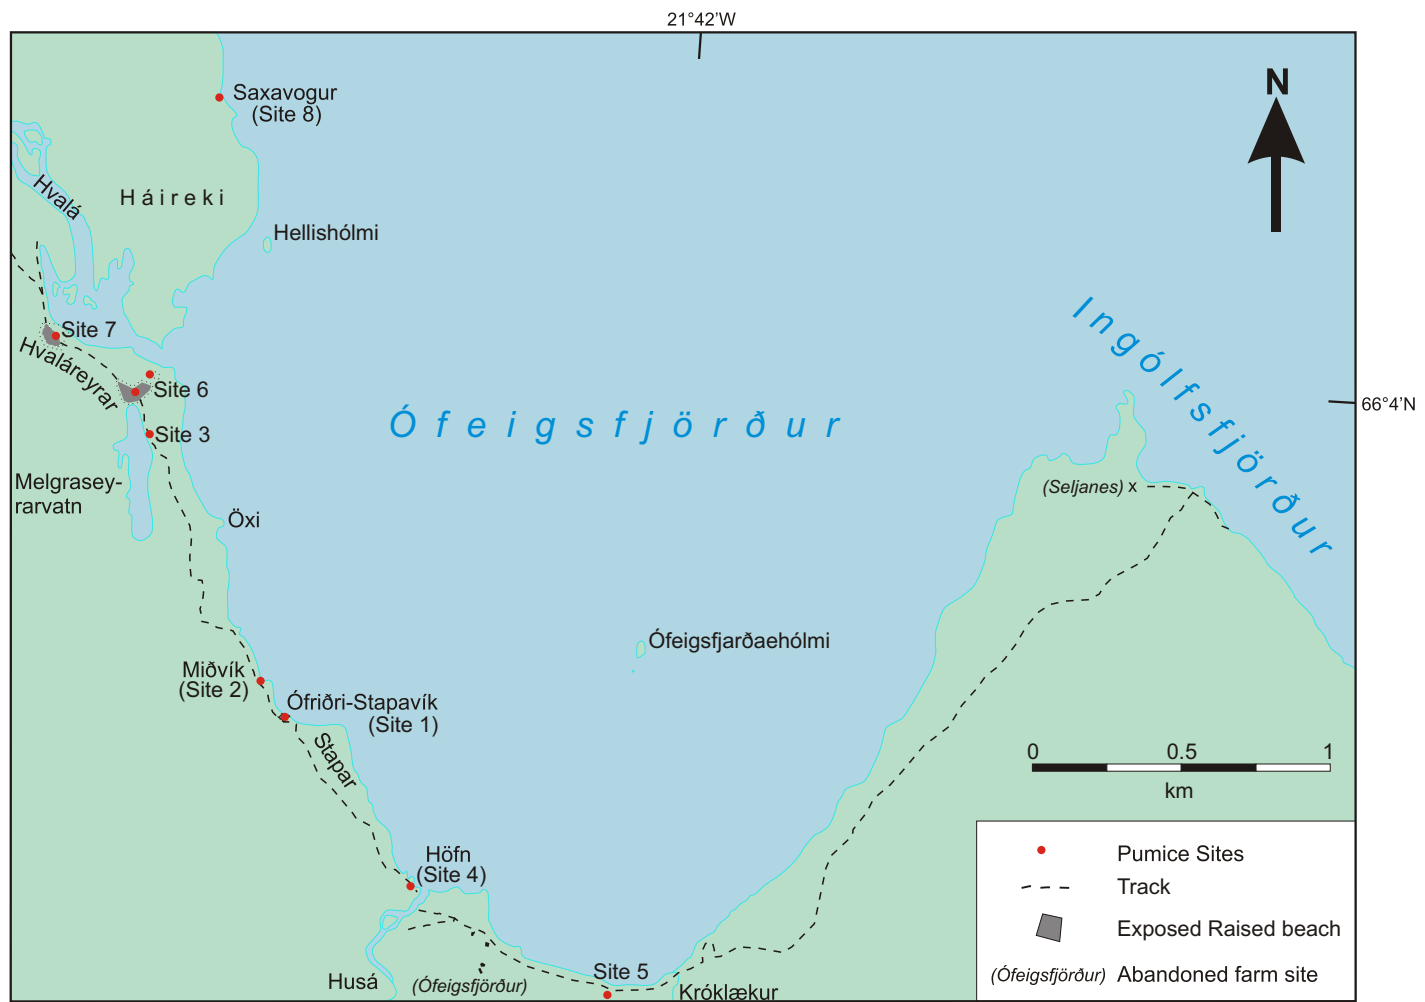 21°42’W
N
Saxavogur
(Site 8)
Hvalá
Háireki
Hellishólmi
Ingólfsfjörður
Site 7
Hvaláreyrar
Site 6
66°4’N
Ófeigsfjörður
Site 3
Melgrasey-
rarvatn
(Seljanes) x
Öxi
Ófeigsfjarðaehólmi
Miðvík
(Site 2)
Ófriðri-Stapavík
(Site 1)
Stapar
0 0.5 1
km
Höfn
(Site 4)
Pumice Sites
Track
Exposed Raised beach
(Ófeigsfjörður) Abandoned farm site
Husá
(Ófeigsfjörður)
Site 5
Króklækur